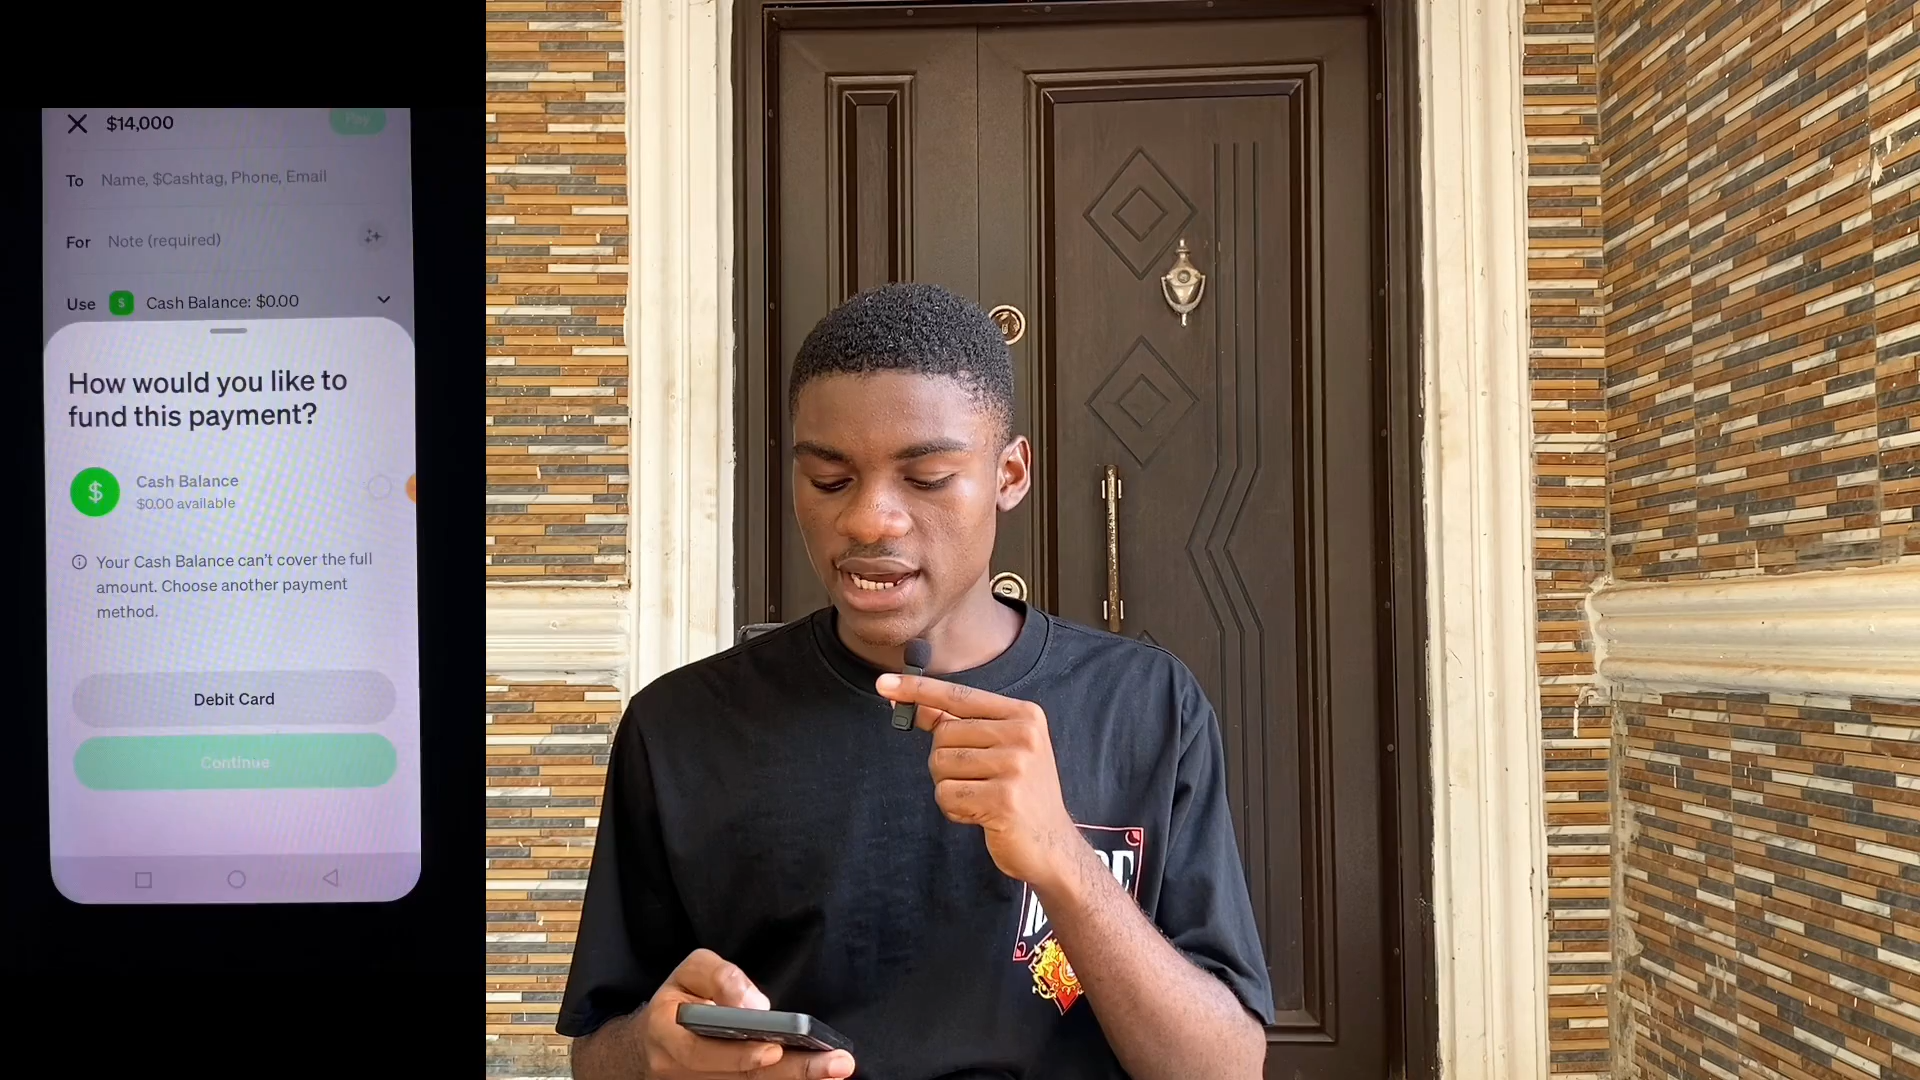 $14,000
Pay
To Name, $Cashtag, Phone, Email
For Note (required)
Use $ Cash Balance: $0.00
How would you like to
fund this payment?
$ Cash Balance
$0.00 available
Your Cash Balance can't cover the full
amount. Choose another payment
method.
Debit Card
Continue